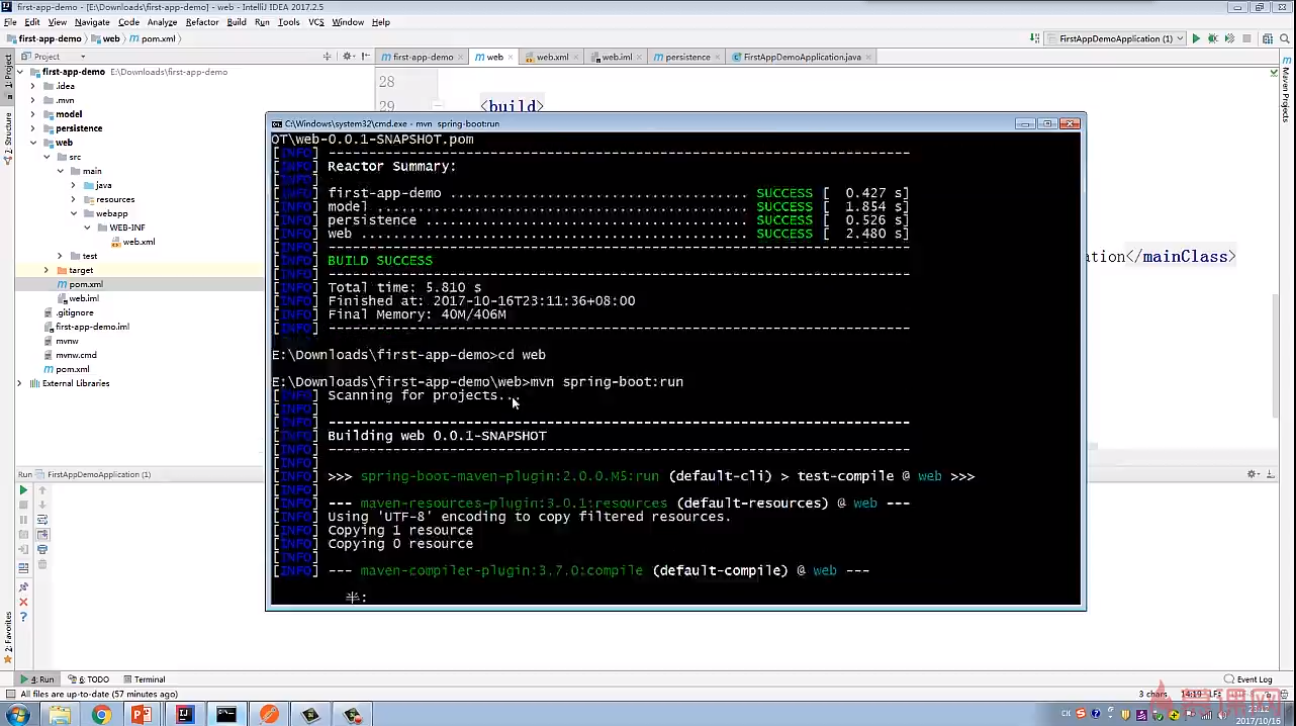 first-app-demo - [E:\Downloads\first-app-demo] - web - IntelliJ IDEA 2017.2.5
File Edit View Navigate Code Analyze Refactor Build Run Tools VCS Window Help
first-app-demo web pom.xml
FirstAppDemoApplication (1)
Project
first-app-demo web web.xml web.iml persistence FirstAppDemoApplication.java
1: Project
Structure
2: Favorites
Maven Projects
first-app-demo E:\Downloads\first-app-demo
.idea
.mvn
model
persistence
web
src
main
java
resources
webapp
WEB-INF
web.xml
test
target
pom.xml
web.iml
.gitignore
first-app-demo.iml
mvnw
mvnw.cmd
pom.xml
External Libraries
28
29 <build>
ation</mainClass>
C:\Windows\system32\cmd.exe - mvn spring-boot:run
OT\web-0.0.1-SNAPSHOT.pom
[INFO] ------------------------------------------------------------------------
[INFO] Reactor Summary:
[INFO]
[INFO] first-app-demo ..................................... SUCCESS [ 0.427 s]
[INFO] model .............................................. SUCCESS [ 1.854 s]
[INFO] persistence ........................................ SUCCESS [ 0.526 s]
[INFO] web ................................................ SUCCESS [ 2.480 s]
[INFO] ------------------------------------------------------------------------
[INFO] BUILD SUCCESS
[INFO] ------------------------------------------------------------------------
[INFO] Total time: 5.810 s
[INFO] Finished at: 2017-10-16T23:11:36+08:00
[INFO] Final Memory: 40M/406M
[INFO] ------------------------------------------------------------------------
E:\Downloads\first-app-demo>cd web
E:\Downloads\first-app-demo\web>mvn spring-boot:run
[INFO] Scanning for projects...
[INFO]
[INFO] ------------------------------------------------------------------------
[INFO] Building web 0.0.1-SNAPSHOT
[INFO] ------------------------------------------------------------------------
[INFO]
[INFO] >>> spring-boot-maven-plugin:2.0.0.M5:run (default-cli) > test-compile @ web >>>
[INFO]
[INFO] --- maven-resources-plugin:3.0.1:resources (default-resources) @ web ---
[INFO] Using 'UTF-8' encoding to copy filtered resources.
[INFO] Copying 1 resource
[INFO] Copying 0 resource
[INFO]
[INFO] --- maven-compiler-plugin:3.7.0:compile (default-compile) @ web ---
半:
Run FirstAppDemoApplication (1)
4: Run 6: TODO Terminal
Event Log
All files are up-to-date (57 minutes ago)
3 chars 14:19 LF
慕课网
2017/10/16